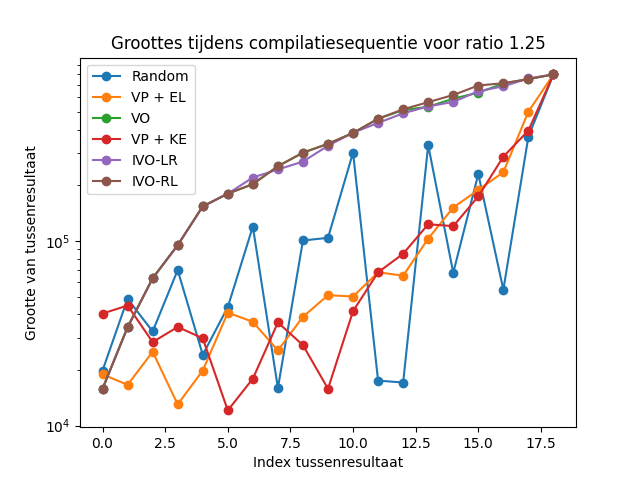 Groottes tijdens compilatiesequentie voor ratio 1.25
Random
VP + EL
VO
VP + KE
IVO-LR
IVO-RL
Grootte van tussenresultaat
10^5
10^4
0.0 2.5 5.0 7.5 10.0 12.5 15.0 17.5
Index tussenresultaat